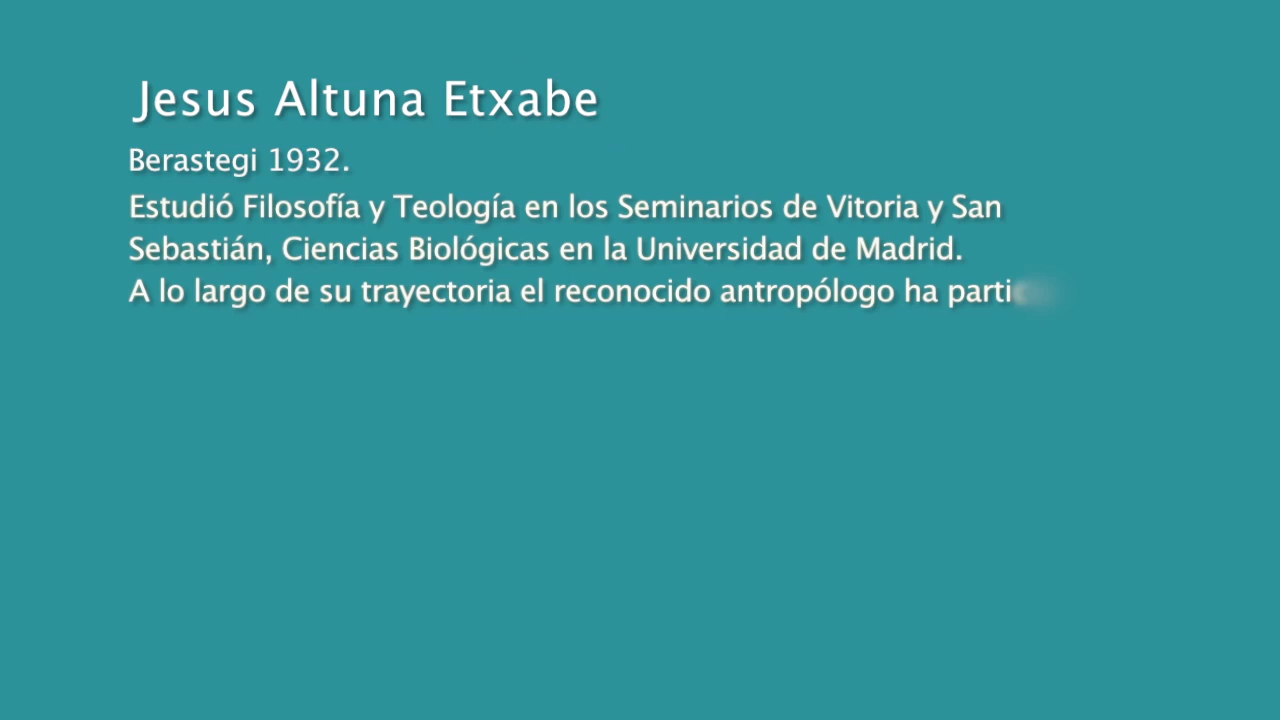 Jesus Altuna Etxabe
Berastegi 1932.
Estudió Filosofía y Teología en los Seminarios de Vitoria y San
Sebastián, Ciencias Biológicas en la Universidad de Madrid.
A lo largo de su trayectoria el reconocido antropólogo ha